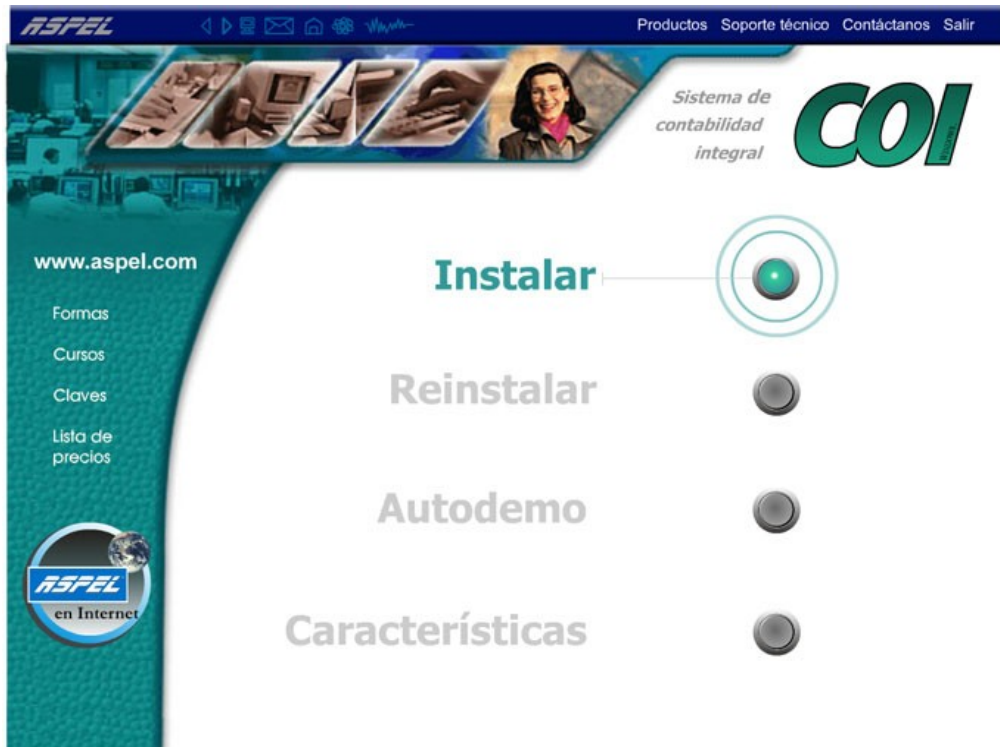 ASPEL
Productos Soporte técnico Contáctanos Salir
Sistema de
contabilidad
integral
COI
www.aspel.com
Formas
Cursos
Claves
Lista de
precios
ASPEL
en Internet
Instalar
Reinstalar
Autodemo
Características